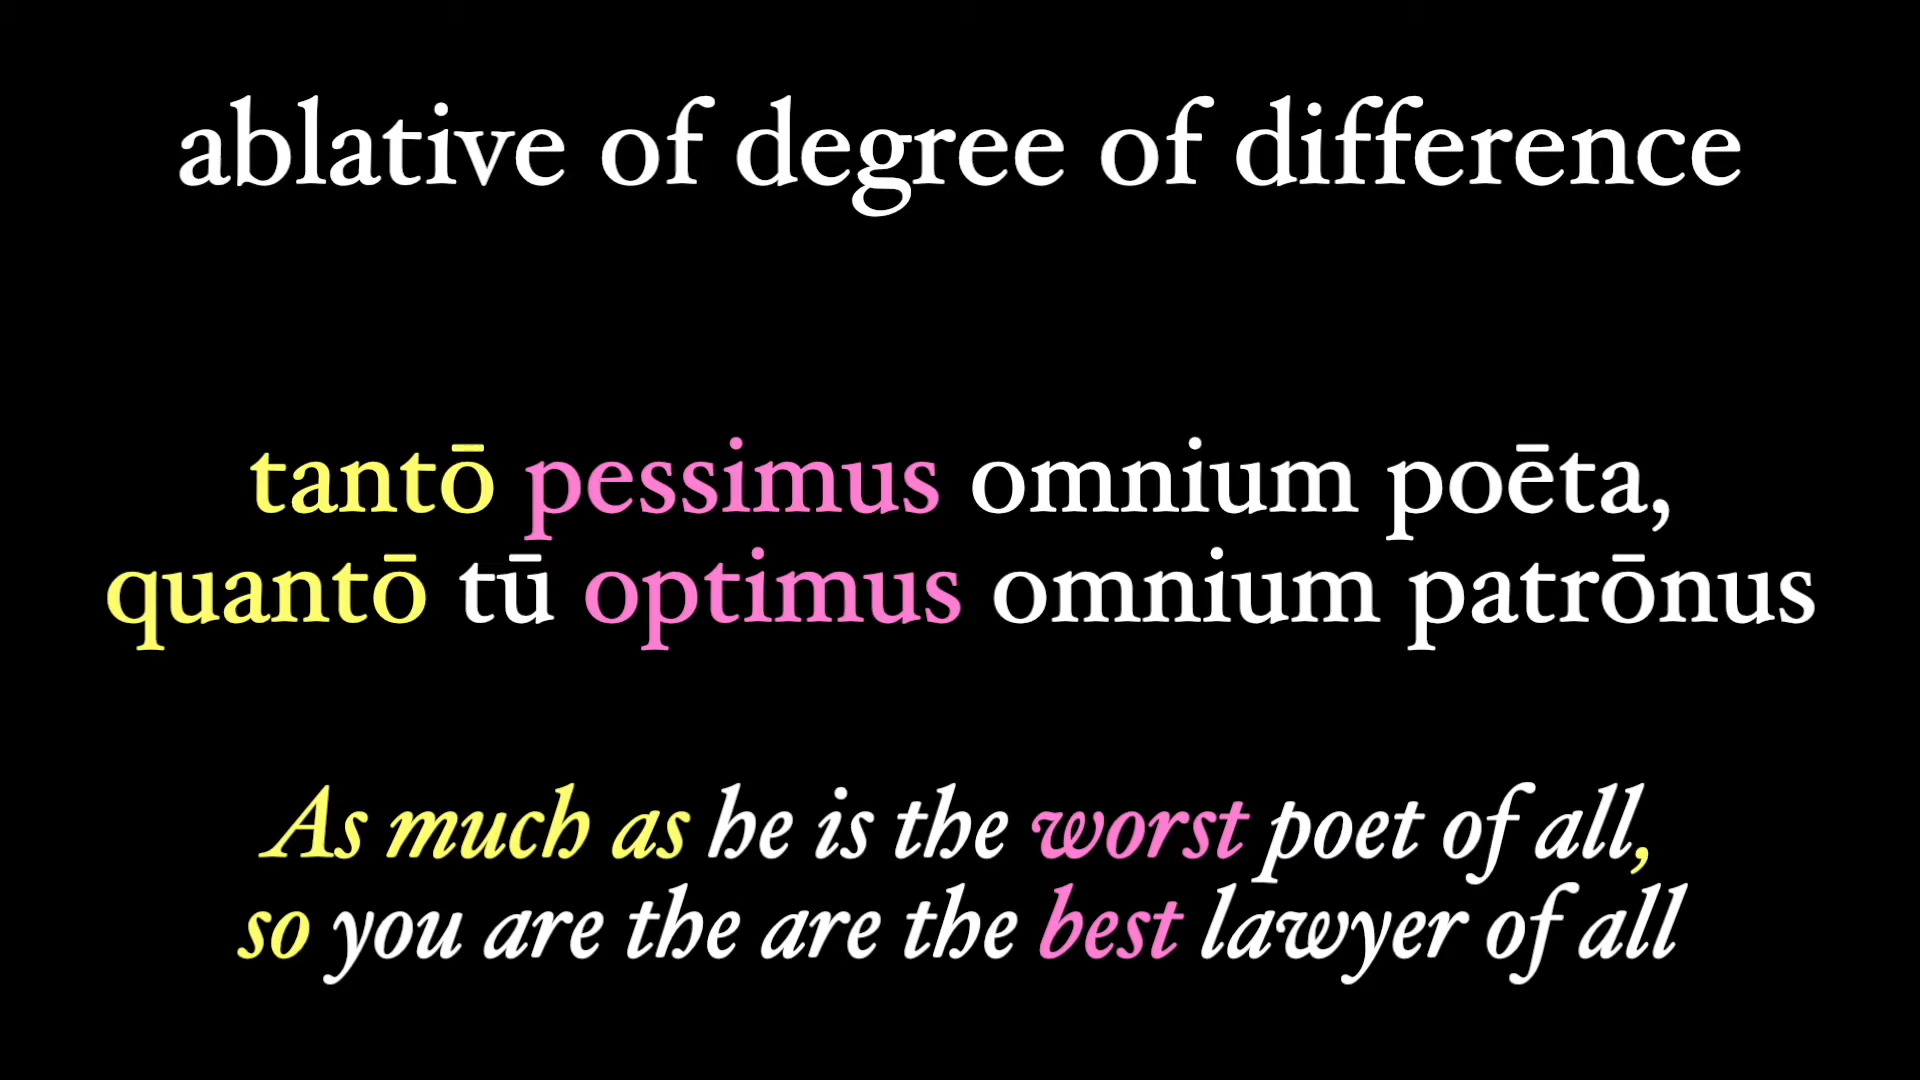 ablative of degree of difference
tantō pessimus omnium poēta,
quantō tū optimus omnium patrōnus
As much as he is the worst poet of all,
so you are the are the best lawyer of all